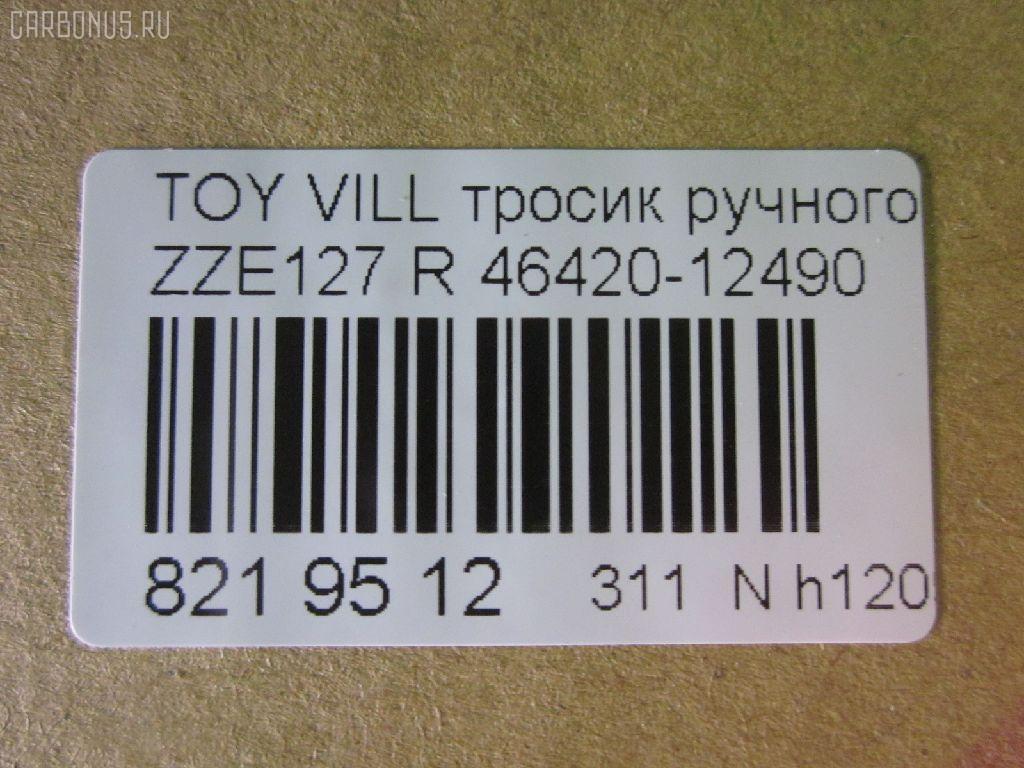 CARBONUS.RU
TOY VILL тросик ручного
ZZE127 R 46420-12490
821 95 12 311 N h120